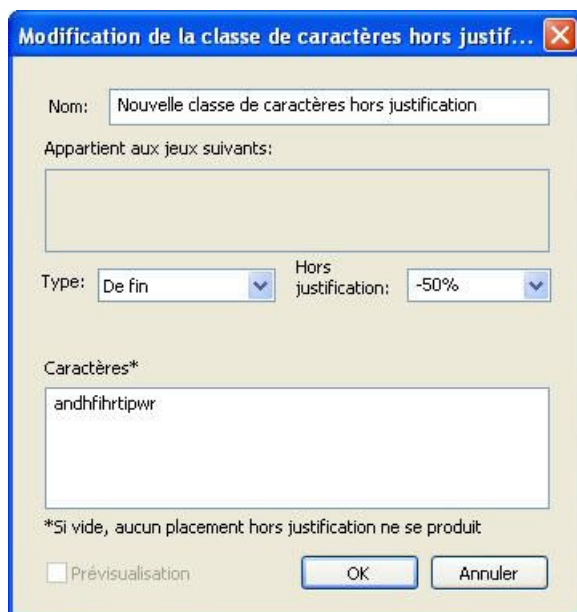 Modification de la classe de caractères hors justif...
Nom: Nouvelle classe de caractères hors justification
Appartient aux jeux suivants:
Type: De fin Hors justification: -50%
Caractères*
andhfihrtipwr
*Si vide, aucun placement hors justification ne se produit
Prévisualisation OK Annuler